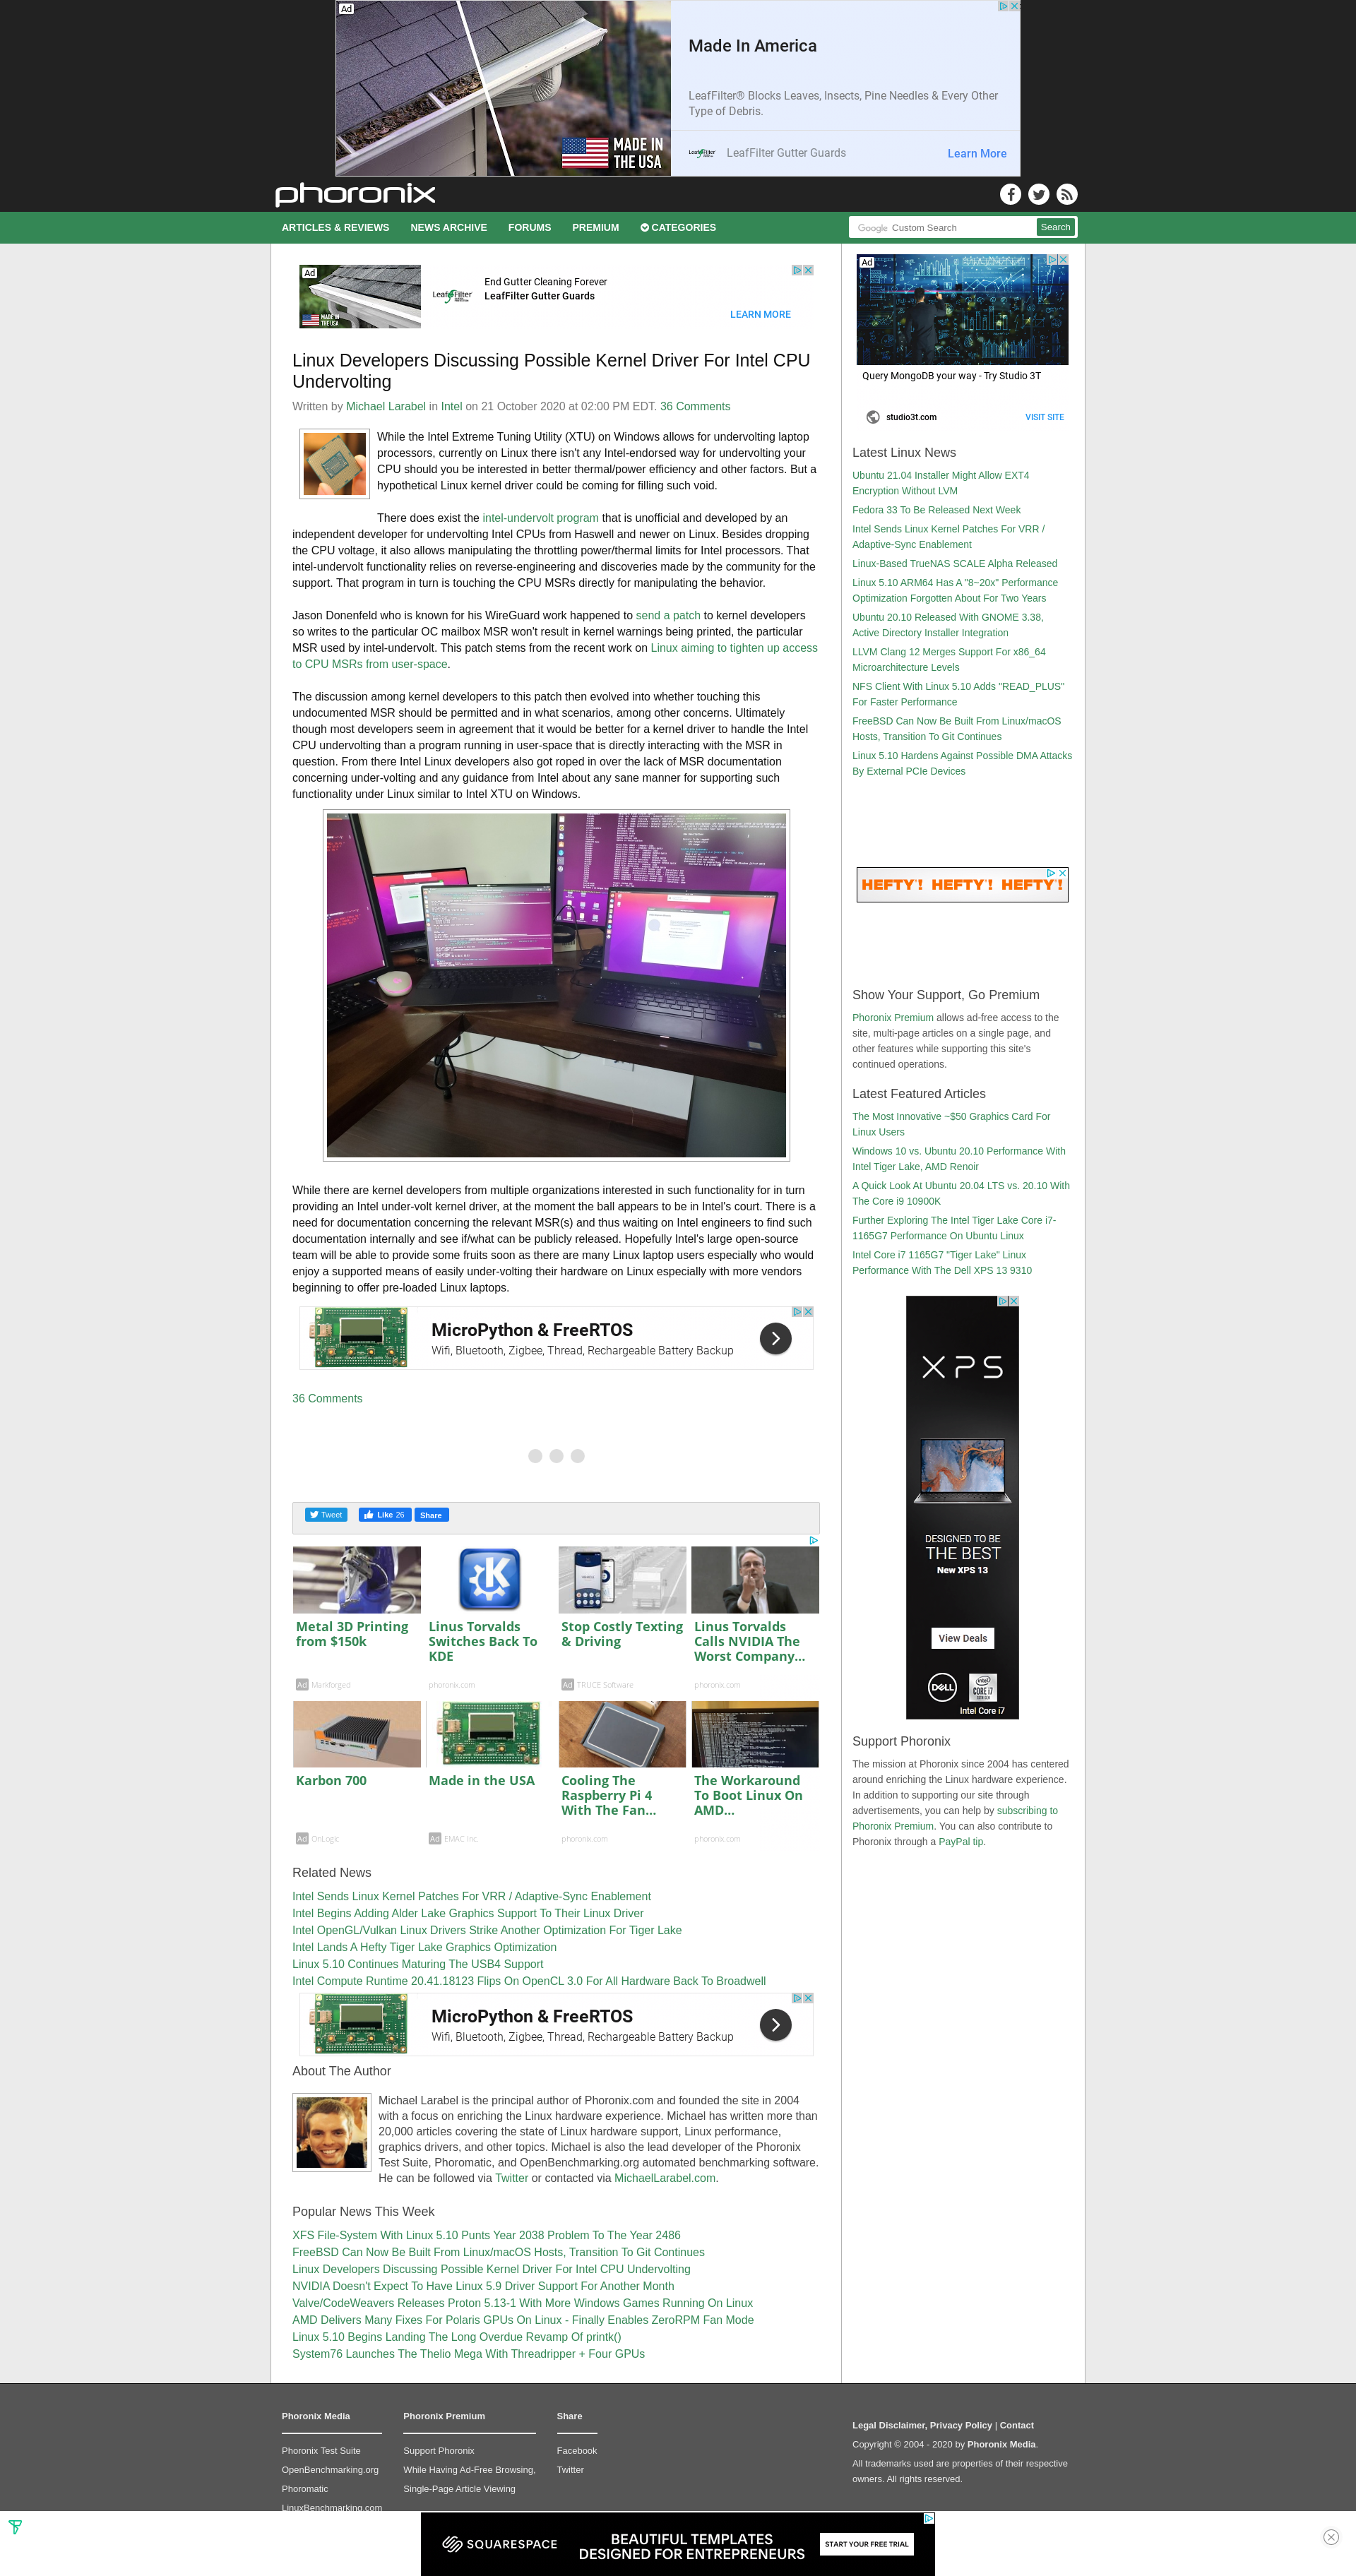 Ad
MADE IN
THE USA
Made In America
LeafFilter® Blocks Leaves, Insects, Pine Needles & Every Other
Type of Debris.
LeafFilter
LeafFilter Gutter Guards
Learn More
phoronix
ARTICLES & REVIEWS
NEWS ARCHIVE
FORUMS
PREMIUM
CATEGORIES
Google Custom Search
Search
Ad
MADE IN
THE USA
LeafFilter
End Gutter Cleaning Forever
LeafFilter Gutter Guards
LEARN MORE
Linux Developers Discussing Possible Kernel Driver For Intel CPU
Undervolting
Written by Michael Larabel in Intel on 21 October 2020 at 02:00 PM EDT. 36 Comments
While the Intel Extreme Tuning Utility (XTU) on Windows allows for undervolting laptop
processors, currently on Linux there isn't any Intel-endorsed way for undervolting your
CPU should you be interested in better thermal/power efficiency and other factors. But a
hypothetical Linux kernel driver could be coming for filling such void.
There does exist the intel-undervolt program that is unofficial and developed by an
independent developer for undervolting Intel CPUs from Haswell and newer on Linux. Besides dropping
the CPU voltage, it also allows manipulating the throttling power/thermal limits for Intel processors. That
intel-undervolt functionality relies on reverse-engineering and discoveries made by the community for the
support. That program in turn is touching the CPU MSRs directly for manipulating the behavior.
Jason Donenfeld who is known for his WireGuard work happened to send a patch to kernel developers
so writes to the particular OC mailbox MSR won't result in kernel warnings being printed, the particular
MSR used by intel-undervolt. This patch stems from the recent work on Linux aiming to tighten up access
to CPU MSRs from user-space.
The discussion among kernel developers to this patch then evolved into whether touching this
undocumented MSR should be permitted and in what scenarios, among other concerns. Ultimately
though most developers seem in agreement that it would be better for a kernel driver to handle the Intel
CPU undervolting than a program running in user-space that is directly interacting with the MSR in
question. From there Intel Linux developers also got roped in over the lack of MSR documentation
concerning under-volting and any guidance from Intel about any sane manner for supporting such
functionality under Linux similar to Intel XTU on Windows.
While there are kernel developers from multiple organizations interested in such functionality for in turn
providing an Intel under-volt kernel driver, at the moment the ball appears to be in Intel's court. There is a
need for documentation concerning the relevant MSR(s) and thus waiting on Intel engineers to find such
documentation internally and see if/what can be publicly released. Hopefully Intel's large open-source
team will be able to provide some fruits soon as there are many Linux laptop users especially who would
enjoy a supported means of easily under-volting their hardware on Linux especially with more vendors
beginning to offer pre-loaded Linux laptops.
MicroPython & FreeRTOS
Wifi, Bluetooth, Zigbee, Thread, Rechargeable Battery Backup
36 Comments
Tweet
Like 26
Share
Metal 3D Printing
from $150k
Ad Markforged
Linus Torvalds
Switches Back To
KDE
phoronix.com
Stop Costly Texting
& Driving
Ad TRUCE Software
Linus Torvalds
Calls NVIDIA The
Worst Company...
phoronix.com
Karbon 700
Ad OnLogic
Made in the USA
Ad EMAC Inc.
Cooling The
Raspberry Pi 4
With The Fan...
phoronix.com
The Workaround
To Boot Linux On
AMD...
phoronix.com
Related News
Intel Sends Linux Kernel Patches For VRR / Adaptive-Sync Enablement
Intel Begins Adding Alder Lake Graphics Support To Their Linux Driver
Intel OpenGL/Vulkan Linux Drivers Strike Another Optimization For Tiger Lake
Intel Lands A Hefty Tiger Lake Graphics Optimization
Linux 5.10 Continues Maturing The USB4 Support
Intel Compute Runtime 20.41.18123 Flips On OpenCL 3.0 For All Hardware Back To Broadwell
MicroPython & FreeRTOS
Wifi, Bluetooth, Zigbee, Thread, Rechargeable Battery Backup
About The Author
Michael Larabel is the principal author of Phoronix.com and founded the site in 2004
with a focus on enriching the Linux hardware experience. Michael has written more than
20,000 articles covering the state of Linux hardware support, Linux performance,
graphics drivers, and other topics. Michael is also the lead developer of the Phoronix
Test Suite, Phoromatic, and OpenBenchmarking.org automated benchmarking software.
He can be followed via Twitter or contacted via MichaelLarabel.com.
Popular News This Week
XFS File-System With Linux 5.10 Punts Year 2038 Problem To The Year 2486
FreeBSD Can Now Be Built From Linux/macOS Hosts, Transition To Git Continues
Linux Developers Discussing Possible Kernel Driver For Intel CPU Undervolting
NVIDIA Doesn't Expect To Have Linux 5.9 Driver Support For Another Month
Valve/CodeWeavers Releases Proton 5.13-1 With More Windows Games Running On Linux
AMD Delivers Many Fixes For Polaris GPUs On Linux - Finally Enables ZeroRPM Fan Mode
Linux 5.10 Begins Landing The Long Overdue Revamp Of printk()
System76 Launches The Thelio Mega With Threadripper + Four GPUs
Ad
Query MongoDB your way - Try Studio 3T
studio3t.com
VISIT SITE
Latest Linux News
Ubuntu 21.04 Installer Might Allow EXT4
Encryption Without LVM
Fedora 33 To Be Released Next Week
Intel Sends Linux Kernel Patches For VRR /
Adaptive-Sync Enablement
Linux-Based TrueNAS SCALE Alpha Released
Linux 5.10 ARM64 Has A "8~20x" Performance
Optimization Forgotten About For Two Years
Ubuntu 20.10 Released With GNOME 3.38,
Active Directory Installer Integration
LLVM Clang 12 Merges Support For x86_64
Microarchitecture Levels
NFS Client With Linux 5.10 Adds "READ_PLUS"
For Faster Performance
FreeBSD Can Now Be Built From Linux/macOS
Hosts, Transition To Git Continues
Linux 5.10 Hardens Against Possible DMA Attacks
By External PCIe Devices
HEFTY! HEFTY! HEFTY!
Show Your Support, Go Premium
Phoronix Premium allows ad-free access to the
site, multi-page articles on a single page, and
other features while supporting this site's
continued operations.
Latest Featured Articles
The Most Innovative ~$50 Graphics Card For
Linux Users
Windows 10 vs. Ubuntu 20.10 Performance With
Intel Tiger Lake, AMD Renoir
A Quick Look At Ubuntu 20.04 LTS vs. 20.10 With
The Core i9 10900K
Further Exploring The Intel Tiger Lake Core i7-
1165G7 Performance On Ubuntu Linux
Intel Core i7 1165G7 "Tiger Lake" Linux
Performance With The Dell XPS 13 9310
XPS
DESIGNED TO BE
THE BEST
New XPS 13
View Deals
DELL
intel
CORE i7
Intel Core i7
Support Phoronix
The mission at Phoronix since 2004 has centered
around enriching the Linux hardware experience.
In addition to supporting our site through
advertisements, you can help by subscribing to
Phoronix Premium. You can also contribute to
Phoronix through a PayPal tip.
Phoronix Media
Phoronix Test Suite
OpenBenchmarking.org
Phoromatic
LinuxBenchmarking.com
Phoronix Premium
Support Phoronix
While Having Ad-Free Browsing,
Single-Page Article Viewing
Share
Facebook
Twitter
Legal Disclaimer, Privacy Policy | Contact
Copyright © 2004 - 2020 by Phoronix Media.
All trademarks used are properties of their respective
owners. All rights reserved.
SQUARESPACE
BEAUTIFUL TEMPLATES
DESIGNED FOR ENTREPRENEURS
START YOUR FREE TRIAL